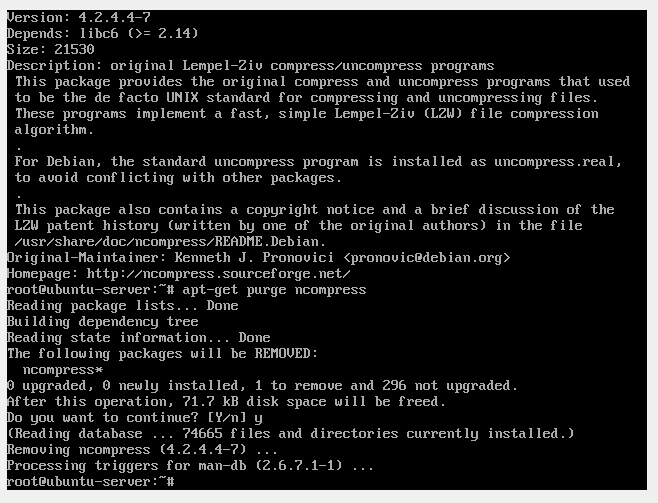 Version: 4.2.4.4-7
Depends: libc6 (>= 2.14)
Size: 21530
Description: original Lempel-Ziv compress/uncompress programs
 This package provides the original compress and uncompress programs that used
 to be the de facto UNIX standard for compressing and uncompressing files.
 These programs implement a fast, simple Lempel-Ziv (LZW) file compression
 algorithm.
 .
 For Debian, the standard uncompress program is installed as uncompress.real,
 to avoid conflicting with other packages.
 .
 This package also contains a copyright notice and a brief discussion of the
 LZW patent history (written by one of the original authors) in the file
 /usr/share/doc/ncompress/README.Debian.
Original-Maintainer: Kenneth J. Pronovici <pronovic@debian.org>
Homepage: http://ncompress.sourceforge.net/
root@ubuntu-server:~# apt-get purge ncompress
Reading package lists... Done
Building dependency tree
Reading state information... Done
The following packages will be REMOVED:
  ncompress*
0 upgraded, 0 newly installed, 1 to remove and 296 not upgraded.
After this operation, 71.7 kB disk space will be freed.
Do you want to continue? [Y/n] y
(Reading database ... 74665 files and directories currently installed.)
Removing ncompress (4.2.4.4-7) ...
Processing triggers for man-db (2.6.7.1-1) ...
root@ubuntu-server:~#